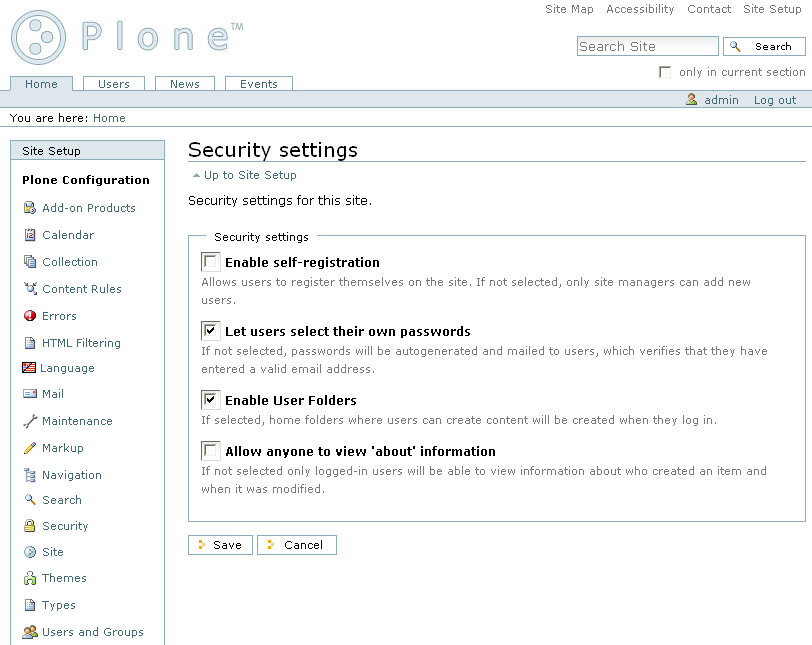 Site Map Accessibility Contact Site Setup
Plone™
Search Site Search
only in current section
Home Users News Events
admin Log out
You are here: Home
Site Setup
Plone Configuration
Add-on Products
Calendar
Collection
Content Rules
Errors
HTML Filtering
Language
Mail
Maintenance
Markup
Navigation
Search
Security
Site
Themes
Types
Users and Groups
Security settings
Up to Site Setup
Security settings for this site.
Security settings
Enable self-registration
Allows users to register themselves on the site. If not selected, only site managers can add new
users.
Let users select their own passwords
If not selected, passwords will be autogenerated and mailed to users, which verifies that they have
entered a valid email address.
Enable User Folders
If selected, home folders where users can create content will be created when they log in.
Allow anyone to view 'about' information
If not selected only logged-in users will be able to view information about who created an item and
when it was modified.
Save Cancel